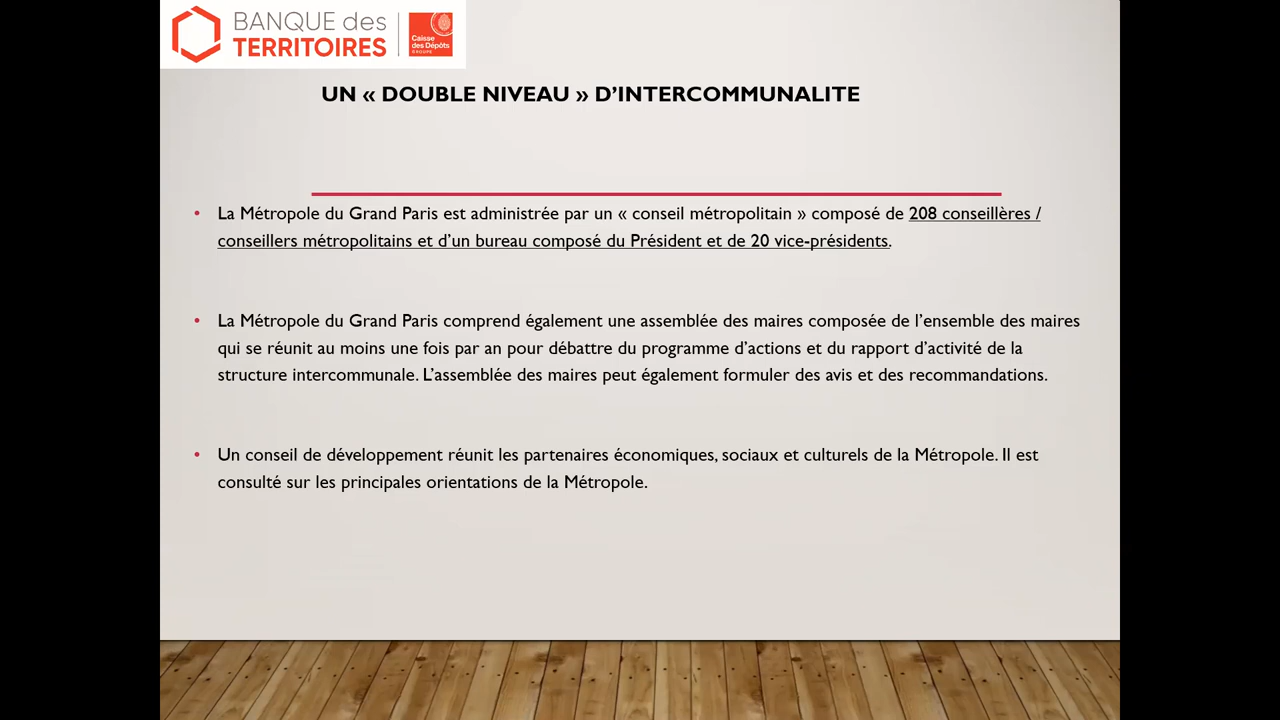 BANQUE des
TERRITOIRES
Caisse
des Dépôts
GROUPE
UN « DOUBLE NIVEAU » D’INTERCOMMUNALITE
• La Métropole du Grand Paris est administrée par un « conseil métropolitain » composé de 208 conseillères /
conseillers métropolitains et d’un bureau composé du Président et de 20 vice-présidents.
• La Métropole du Grand Paris comprend également une assemblée des maires composée de l’ensemble des maires
qui se réunit au moins une fois par an pour débattre du programme d’actions et du rapport d’activité de la
structure intercommunale. L’assemblée des maires peut également formuler des avis et des recommandations.
• Un conseil de développement réunit les partenaires économiques, sociaux et culturels de la Métropole. Il est
consulté sur les principales orientations de la Métropole.